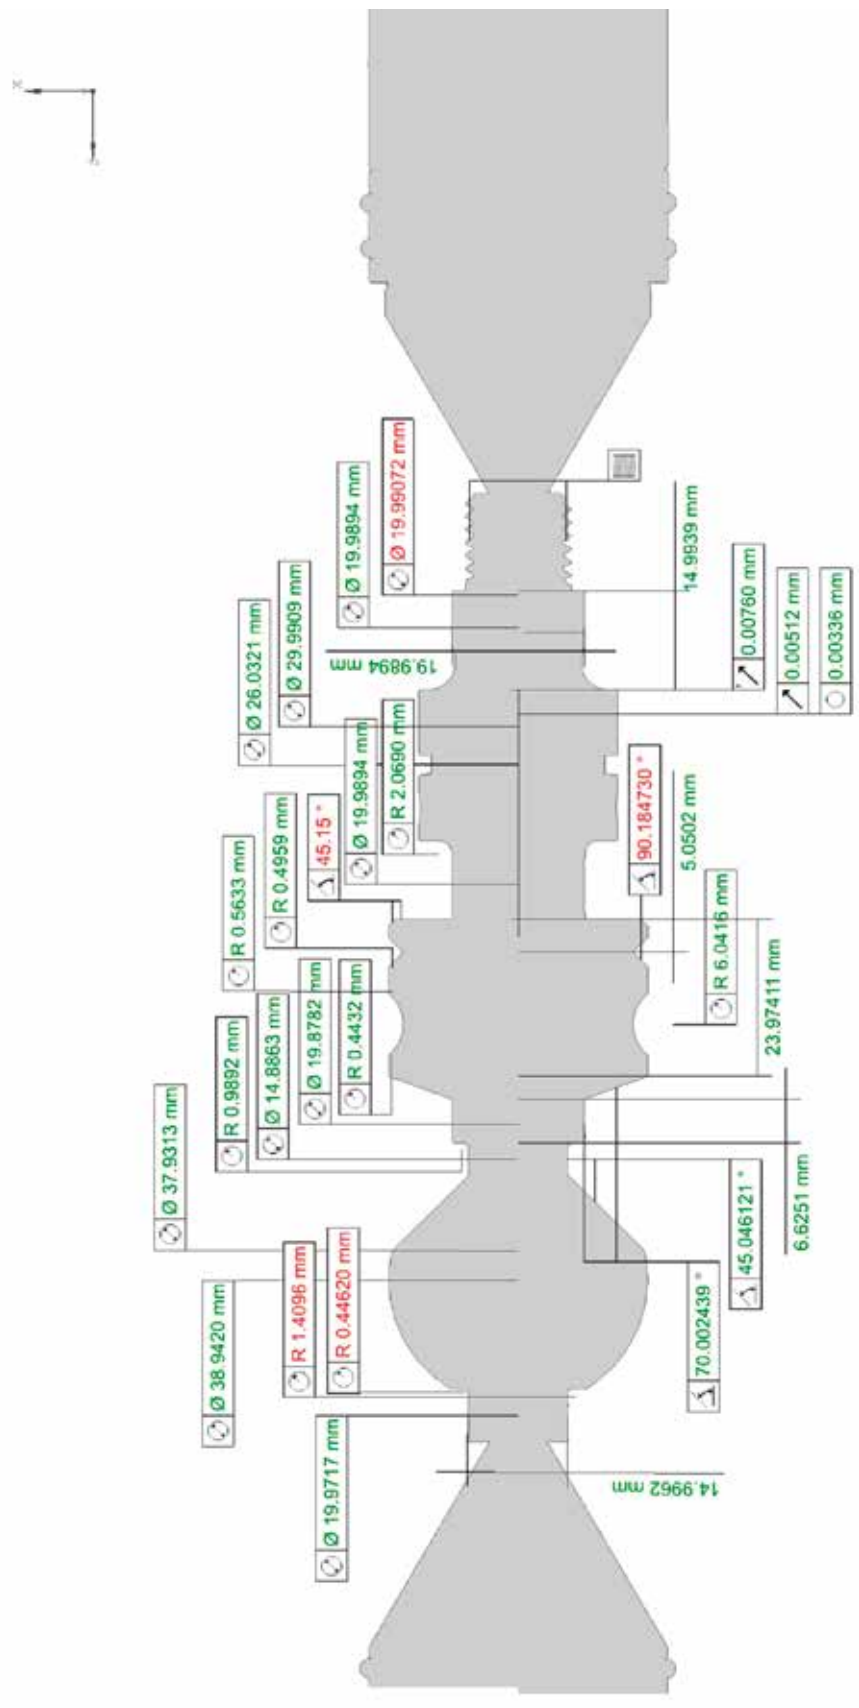 X
Z
Ø 37.9313 mm
Ø 38.9420 mm
R 0.9892 mm
R 0.5633 mm
Ø 26.0321 mm
Ø 14.8863 mm
R 0.4959 mm
Ø 29.9909 mm
R 1.4096 mm
Ø 19.8782 mm
45.15 °
Ø 19.9894 mm
Ø 19.9717 mm
R 0.44620 mm
R 0.4432 mm
Ø 19.9894 mm
R 2.0690 mm
Ø 19.99072 mm
19.9894 mm
14.9962 mm
90.184730 °
5.0502 mm
14.9939 mm
70.002439 °
R 6.0416 mm
45.046121 °
0.00760 mm
23.97411 mm
0.00512 mm
6.6251 mm
0.00336 mm